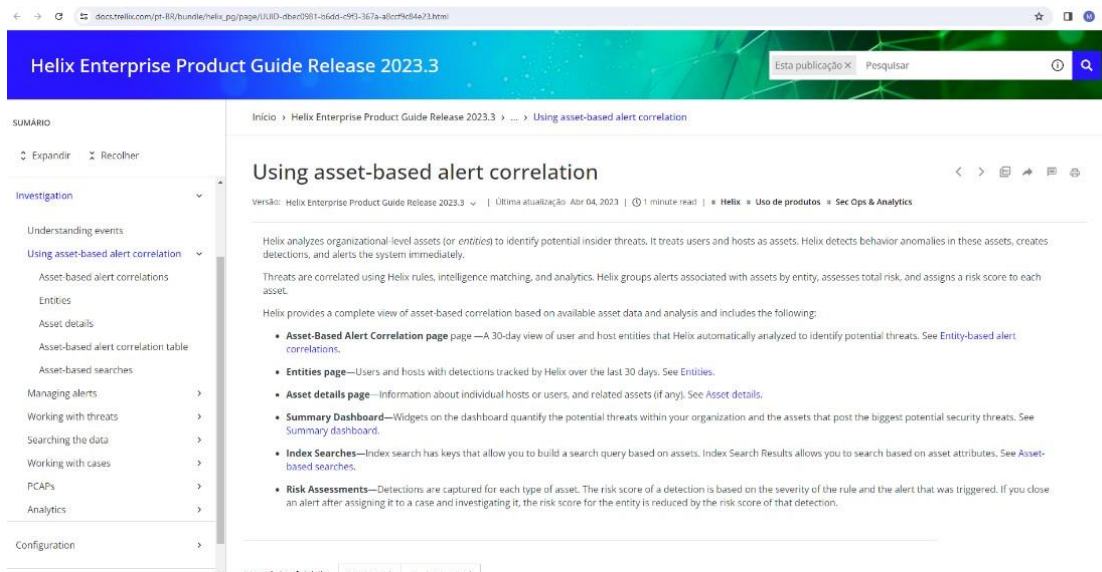 docs.trellix.com/pt-BR/bundle/helix_pg/page/UUID-dbec0981-b6dd-c9f3-367a-a8ccf9c84e23.html
M
Helix Enterprise Product Guide Release 2023.3
Esta publicação × Pesquisar
SUMÁRIO
Expandir Recolher
Investigation
Understanding events
Using asset-based alert correlation
Asset-based alert correlations
Entities
Asset details
Asset-based alert correlation table
Asset-based searches
Managing alerts
Working with threats
Searching the data
Working with cases
PCAPs
Analytics
Configuration
Início > Helix Enterprise Product Guide Release 2023.3 > ... > Using asset-based alert correlation
Using asset-based alert correlation
Versão: Helix Enterprise Product Guide Release 2023.3 | Última atualização Abr 04, 2023 | 1 minute read | Helix Uso de produtos Sec Ops & Analytics
Helix analyzes organizational-level assets (or entities) to identify potential insider threats. It treats users and hosts as assets. Helix detects behavior anomalies in these assets, creates
detections, and alerts the system immediately.
Threats are correlated using Helix rules, intelligence matching, and analytics. Helix groups alerts associated with assets by entity, assesses total risk, and assigns a risk score to each
asset.
Helix provides a complete view of asset-based correlation based on available asset data and analysis and includes the following:
• Asset-Based Alert Correlation page page —A 30-day view of user and host entities that Helix automatically analyzed to identify potential threats. See Entity-based alert
correlations.
• Entities page—Users and hosts with detections tracked by Helix over the last 30 days. See Entities.
• Asset details page—Information about individual hosts or users, and related assets (if any). See Asset details.
• Summary Dashboard—Widgets on the dashboard quantify the potential threats within your organization and the assets that post the biggest potential security threats. See
Summary dashboard.
• Index Searches—Index search has keys that allow you to build a search query based on assets. Index Search Results allows you to search based on asset attributes. See Asset-
based searches.
• Risk Assessments—Detections are captured for each type of asset. The risk score of a detection is based on the severity of the rule and the alert that was triggered. If you close
an alert after assigning it to a case and investigating it, the risk score for the entity is reduced by the risk score of that detection.